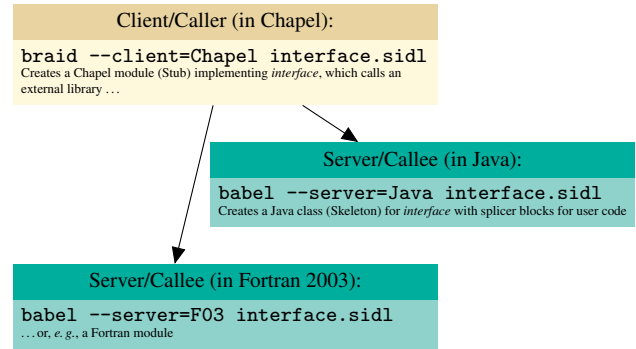 Client/Caller (in Chapel):
braid --client=Chapel interface.sidl
Creates a Chapel module (Stub) implementing interface, which calls an
external library …
Server/Callee (in Java):
babel --server=Java interface.sidl
Creates a Java class (Skeleton) for interface with splicer blocks for user code
Server/Callee (in Fortran 2003):
babel --server=F03 interface.sidl
…or, e. g., a Fortran module